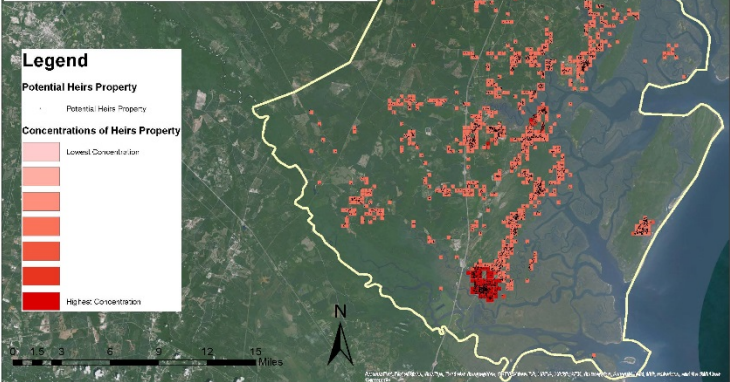 Legend
Potential Heirs Property
Potential Heirs Property
Concentrations of Heirs Property
Lowest Concentration
Highest Concentration
N
0 1.5 3 6 9 12 15
Miles